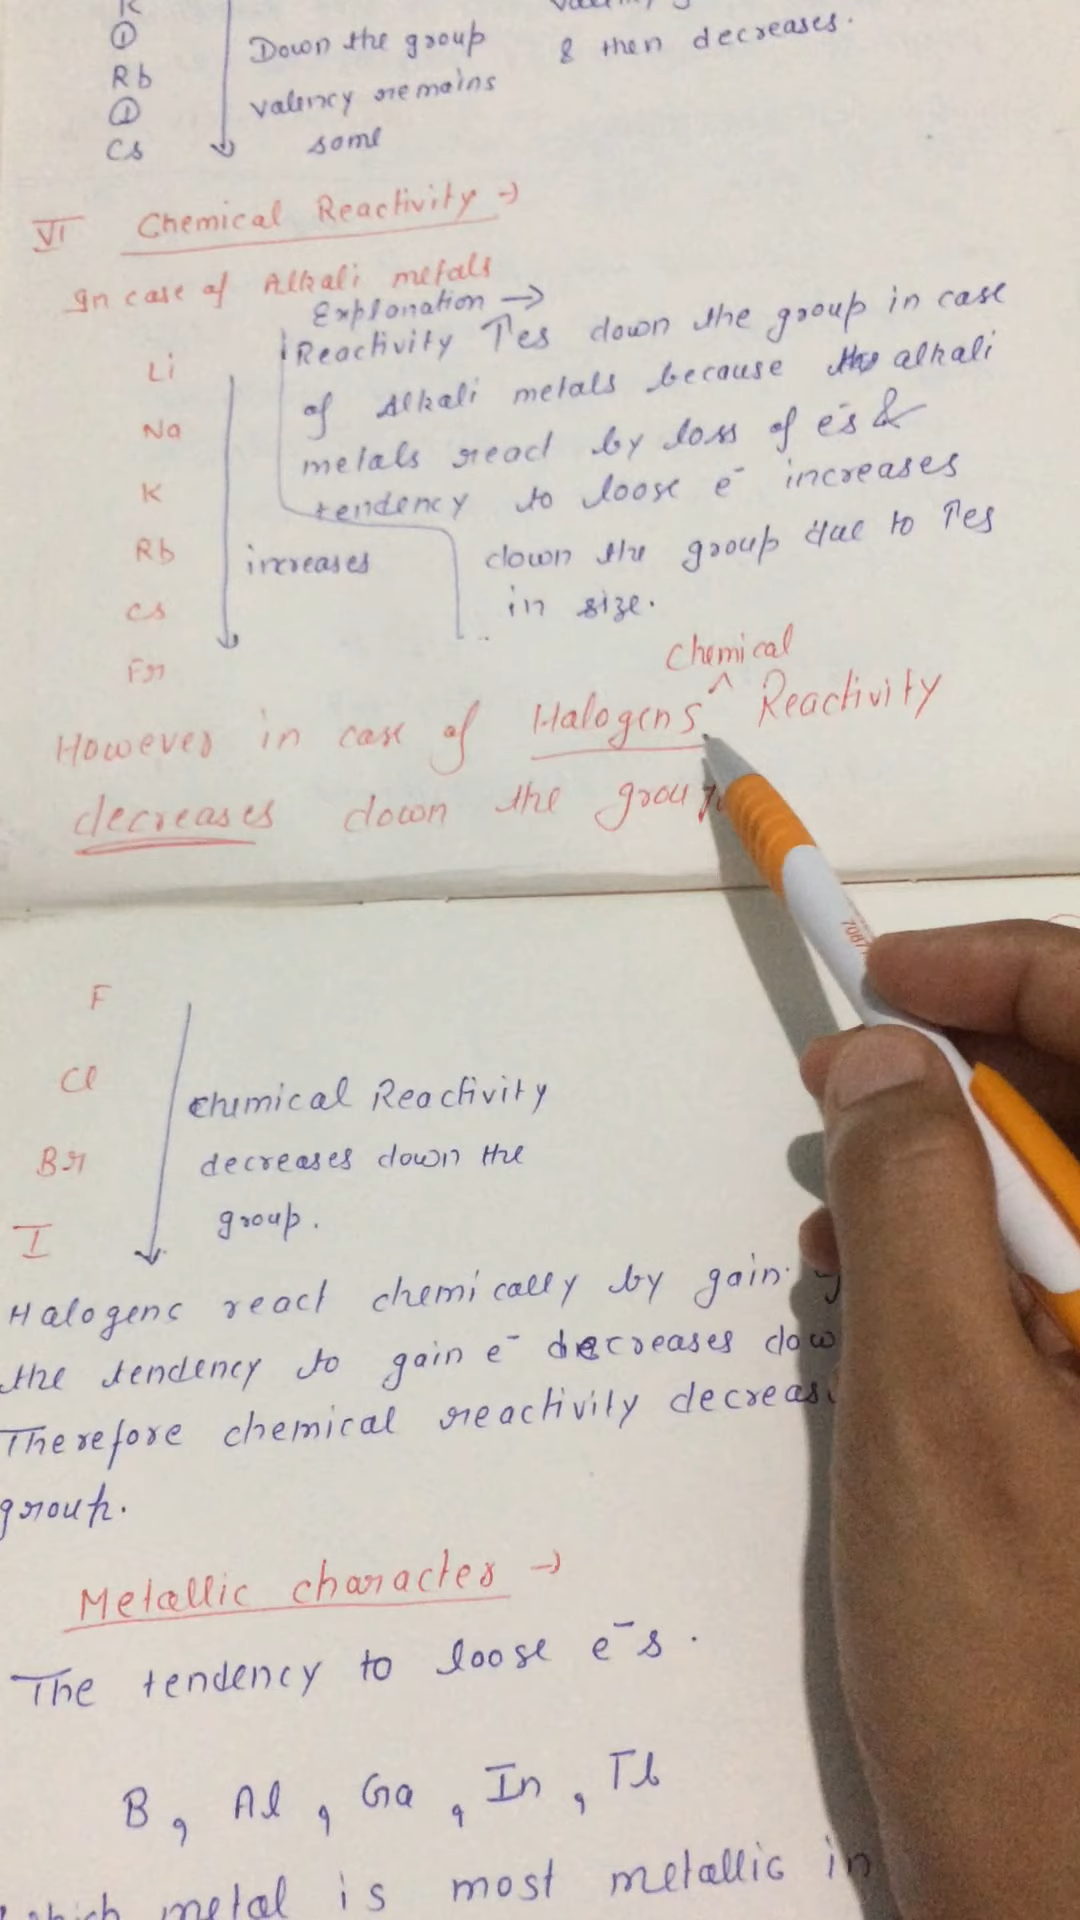 ①
Rb
①
Cs
Down the group
valency remains
same
& then decreases.
VI Chemical Reactivity →
In case of Alkali metals
Explanation →
Li
Na
K
Rb
Cs
Fr
increases
Reactivity ↑es down the group in case
of Alkali metals because the alkali
metals react by loss of e⁻s &
tendency to loose e⁻ increases
down the group due to ↑es
in size.
Chemical
However in case of Halogens ^ Reactivity
decreases down the group
F
Cl
Br
I
Chemical Reactivity
decreases down the
group.
Halogens react chemically by gain
the tendency to gain e⁻ decreases
Therefore chemical reactivity
group.
Metallic character →
The tendency to loose e⁻s.
B, Al, Ga, In, Tl
metal is most metallic in